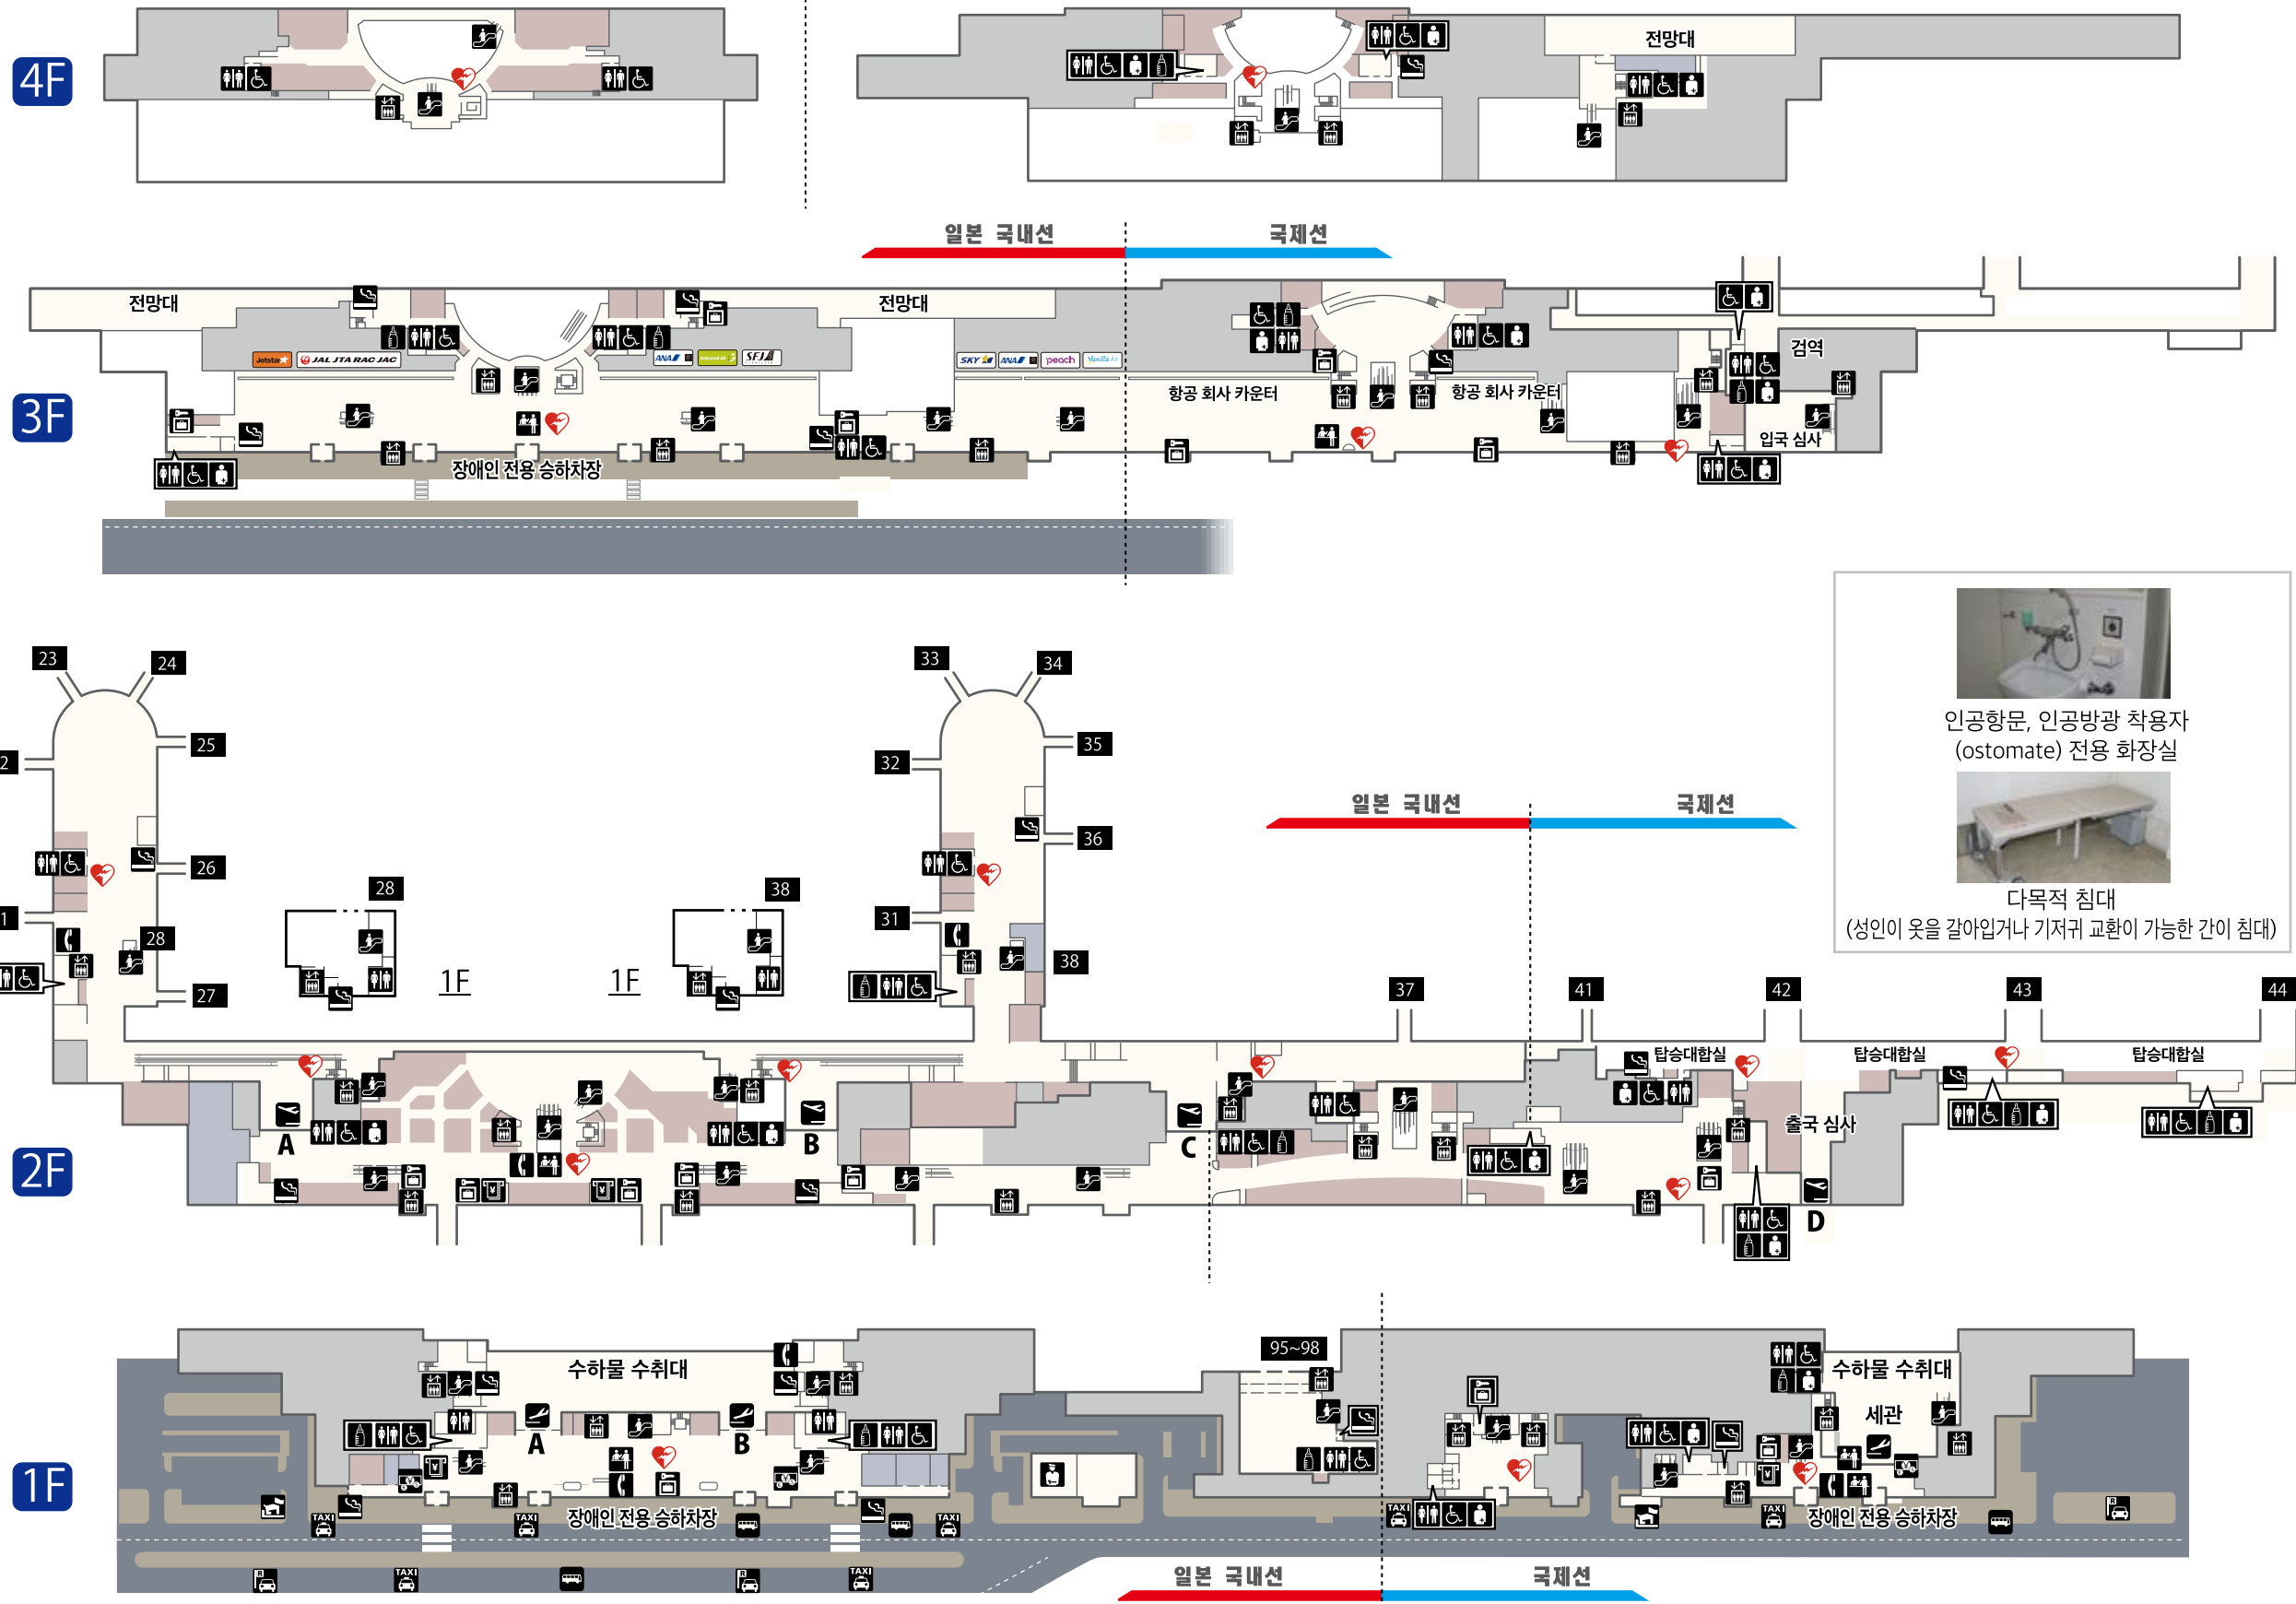 4F
전망대
일본 국내선 국제선
전망대 전망대
검역
Jetstar JAL JTA RAC JAC ANA Solaseed Air SFJ SKY ANA peach Vanilla Air
3F
항공 회사 카운터 항공 회사 카운터
입국 심사
장애인 전용 승하차장
인공항문, 인공방광 착용자
(ostomate) 전용 화장실
다목적 침대
(성인이 옷을 갈아입거나 기저귀 교환이 가능한 간이 침대)
23 24 33 34
25 35
2 32
일본 국내선 국제선
26 36
28 38
1 31
28 38
1F 1F
27 37 41 42 43 44
탑승대합실 탑승대합실 탑승대합실
출국 심사
A B C
2F
D
95~98
수하물 수취대 수하물 수취대
세관
A B
1F
장애인 전용 승하차장 장애인 전용 승하차장
TAXI TAXI TAXI TAXI TAXI R
R TAXI R TAXI
일본 국내선 국제선